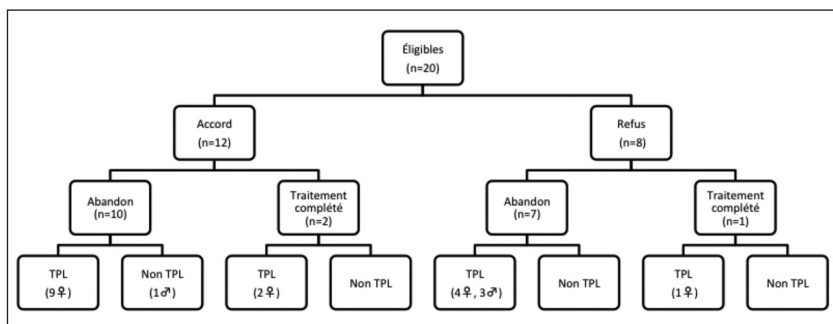 Éligibles
(n=20)
Accord
(n=12)
Refus
(n=8)
Abandon
(n=10)
Traitement
complété
(n=2)
Abandon
(n=7)
Traitement
complété
(n=1)
TPL
(9♀)
Non TPL
(1♂)
TPL
(2♀)
Non TPL
TPL
(4♀, 3♂)
Non TPL
TPL
(1♀)
Non TPL